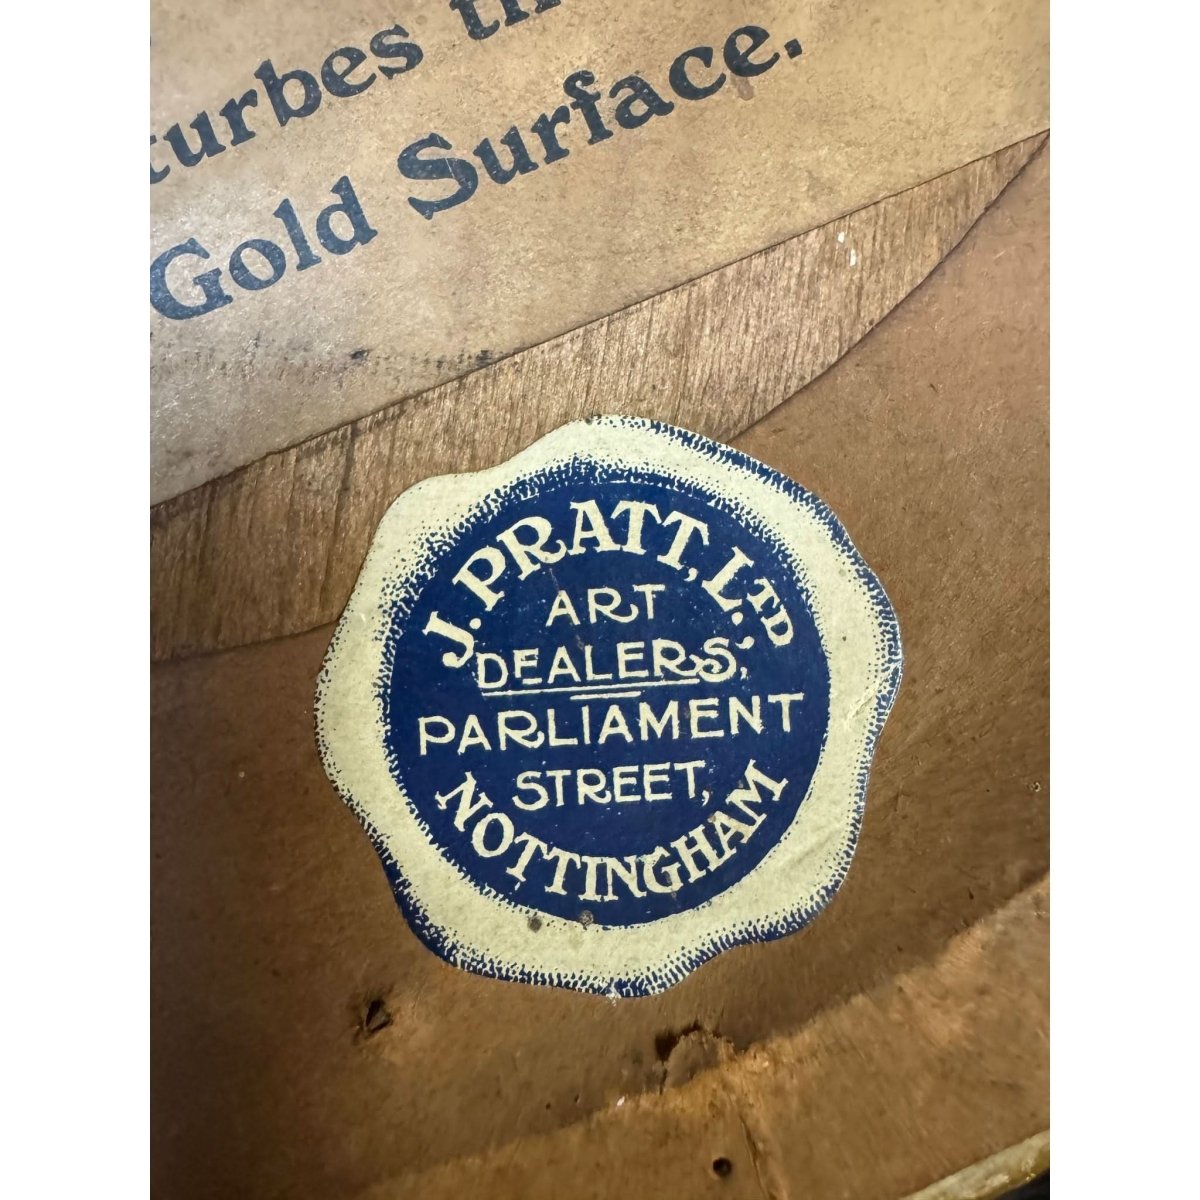 turbes th
Gold Surface.
J. PRATT, LTD.,
ART
DEALERS,
PARLIAMENT
STREET,
NOTTINGHAM